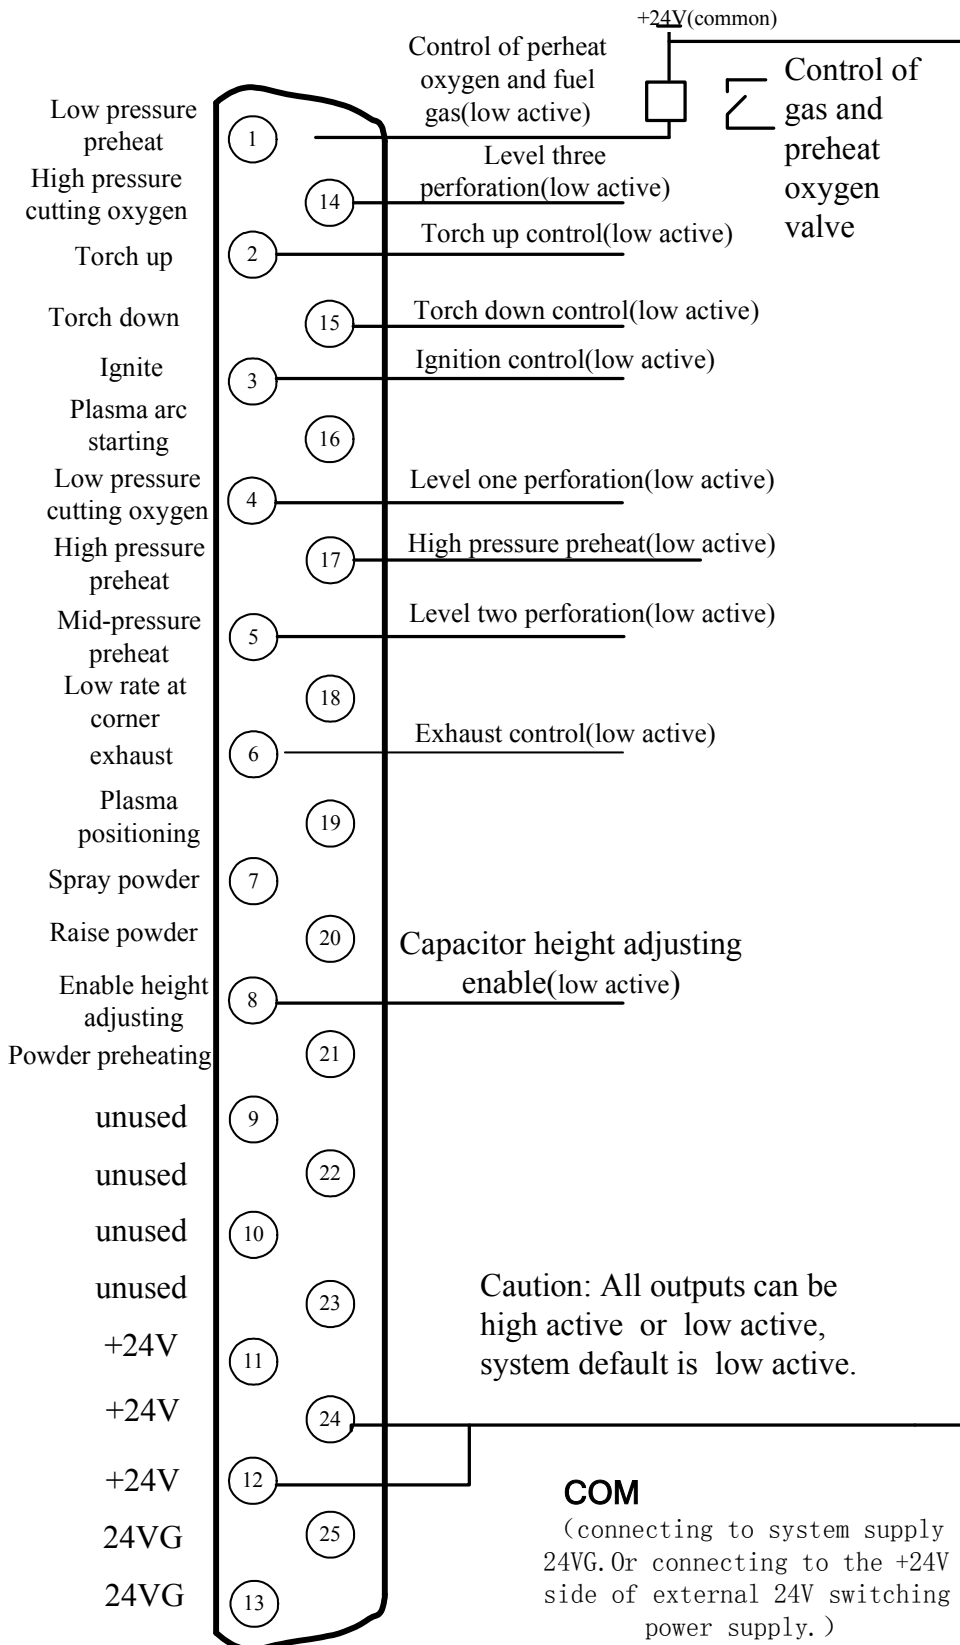 +24V(common)
Control of perheat
oxygen and fuel
gas(low active)
Control of
gas and
preheat
oxygen
valve
Low pressure
preheat
1
Level three
perforation(low active)
High pressure
cutting oxygen
14
Torch up
2
Torch up control(low active)
Torch down
15
Torch down control(low active)
Ignite
3
Ignition control(low active)
Plasma arc
starting
16
Low pressure
cutting oxygen
4
Level one perforation(low active)
High pressure
preheat
17
High pressure preheat(low active)
Mid-pressure
preheat
5
Level two perforation(low active)
Low rate at
corner
18
exhaust
6
Exhaust control(low active)
Plasma
positioning
19
Spray powder
7
Raise powder
20
Capacitor height adjusting
enable(low active)
Enable height
adjusting
8
Powder preheating
21
unused
9
unused
22
unused
10
unused
23
Caution: All outputs can be
high active or low active,
system default is low active.
+24V
11
+24V
24
+24V
12
24VG
25
24VG
13
COM
（connecting to system supply
24VG.Or connecting to the +24V
side of external 24V switching
power supply.）